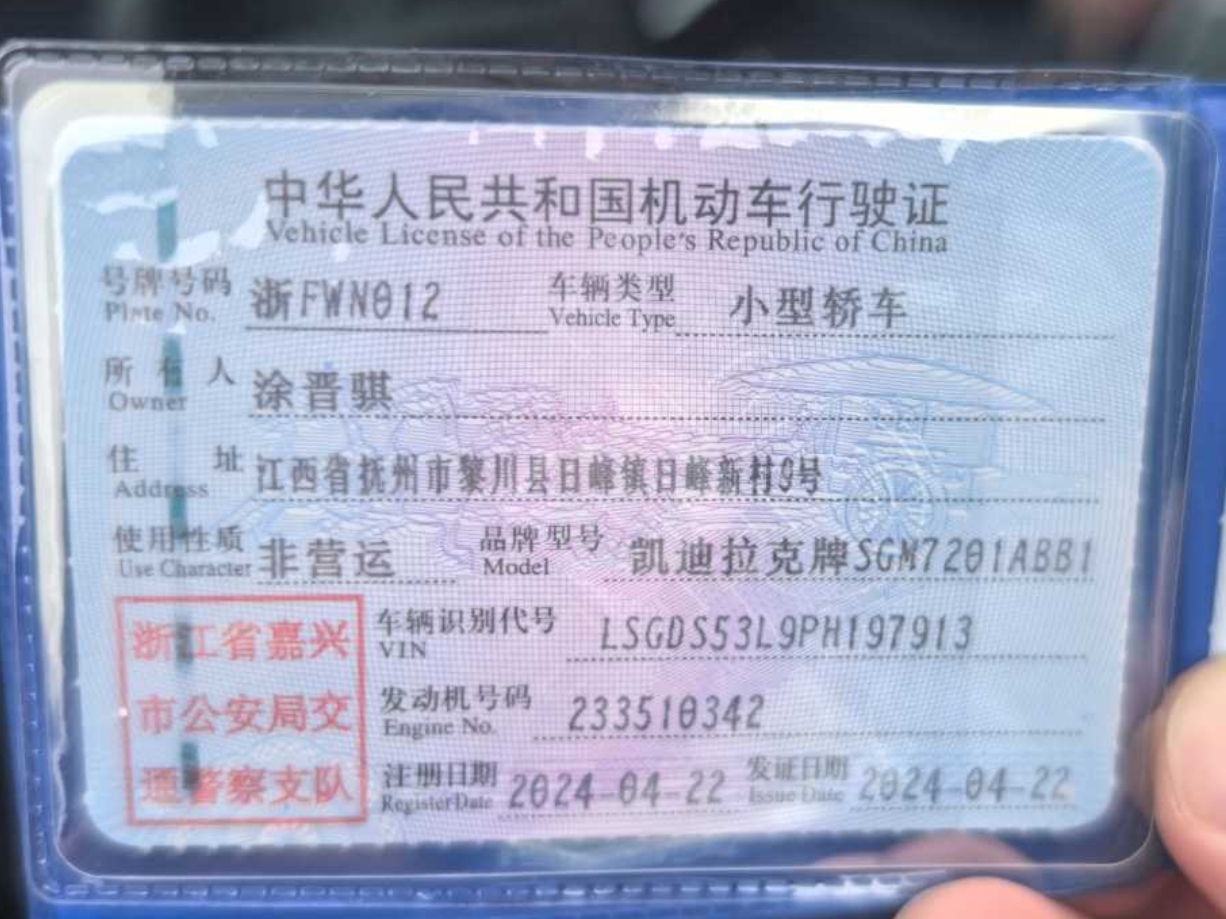 中华人民共和国机动车行驶证
Vehicle License of the People's Republic of China
号牌号码 浙FWN012 车辆类型 小型轿车
Plate No. Vehicle Type
所有人 涂晋骐
Owner
住址 江西省抚州市黎川县日峰镇日峰新村9号
Address
使用性质 非营运 品牌型号 凯迪拉克牌SGM7201ABB1
Use Character Model
浙江省嘉兴
市公安局交
通警察支队
车辆识别代号 LSGDS53L9PH197913
VIN
发动机号码 233510342
Engine No.
注册日期 2024-04-22 发证日期 2024-04-22
Register Date Issue Date